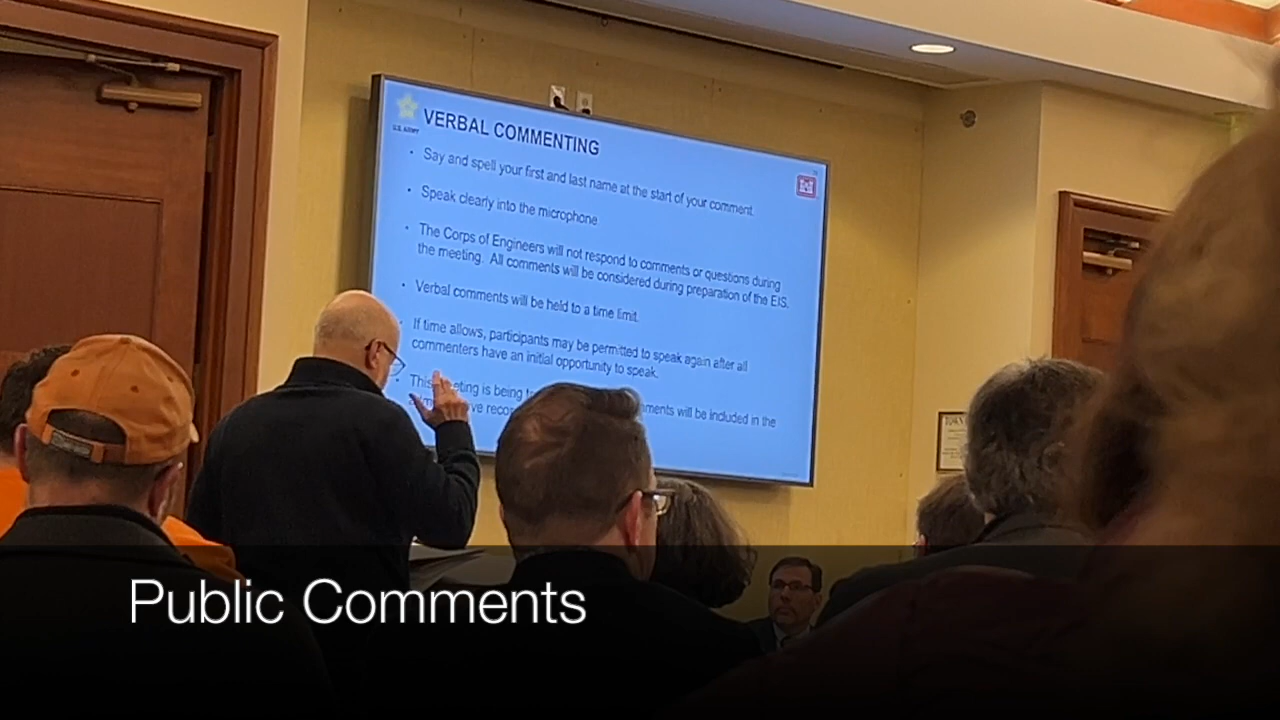 U.S. ARMY
VERBAL COMMENTING
• Say and spell your first and last name at the start of your comment.
• Speak clearly into the microphone
• The Corps of Engineers will not respond to comments or questions during
the meeting. All comments will be considered during preparation of the EIS.
• Verbal comments will be held to a time limit.
• If time allows, participants may be permitted to speak again after all
commenters have an initial opportunity to speak.
• This meeting is being
will be included in the
TOWN
Public Comments